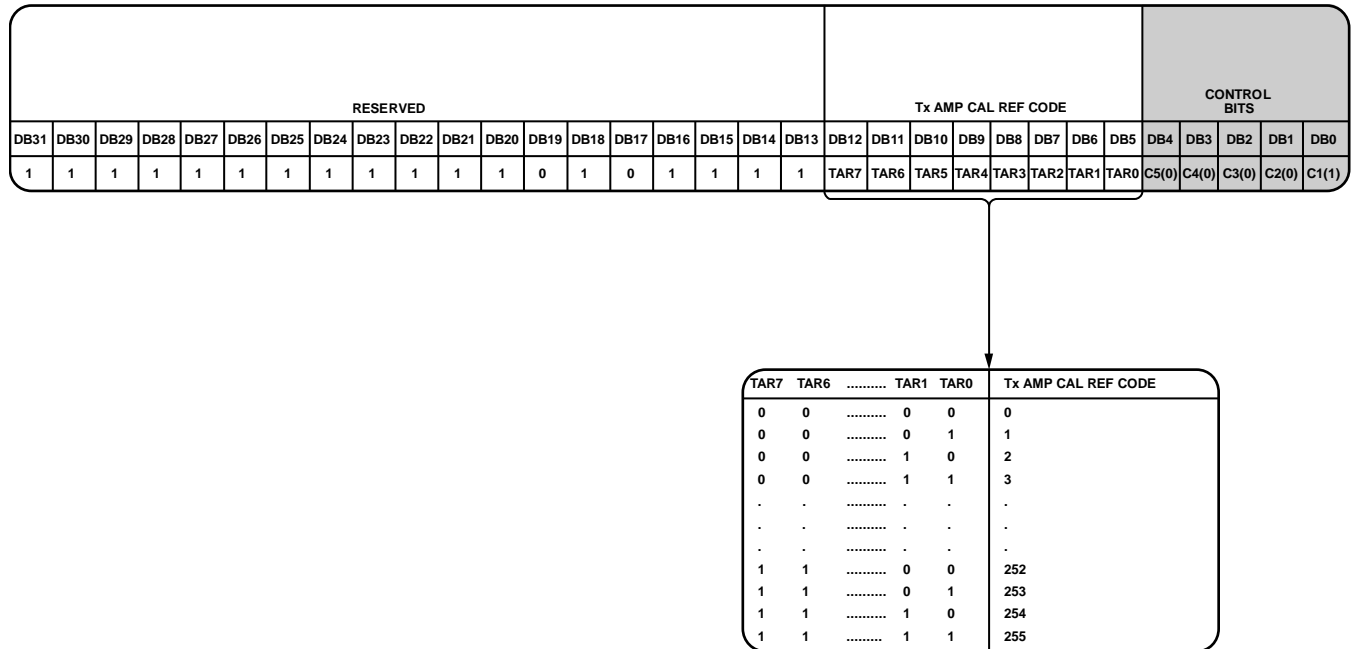 RESERVED Tx AMP CAL REF CODE CONTROL
BITS
DB31 DB30 DB29 DB28 DB27 DB26 DB25 DB24 DB23 DB22 DB21 DB20 DB19 DB18 DB17 DB16 DB15 DB14 DB13 DB12 DB11 DB10 DB9 DB8 DB7 DB6 DB5 DB4 DB3 DB2 DB1 DB0
1 1 1 1 1 1 1 1 1 1 1 1 0 1 0 1 1 1 1 TAR7 TAR6 TAR5 TAR4 TAR3 TAR2 TAR1 TAR0 C5(0) C4(0) C3(0) C2(0) C1(1)
TAR7 TAR6 .......... TAR1 TAR0 Tx AMP CAL REF CODE
0 0 .......... 0 0 0
0 0 .......... 0 1 1
0 0 .......... 1 0 2
0 0 .......... 1 1 3
. . .......... . . .
. . .......... . . .
. . .......... . . .
1 1 .......... 0 0 252
1 1 .......... 0 1 253
1 1 .......... 1 0 254
1 1 ......... 1 1 255